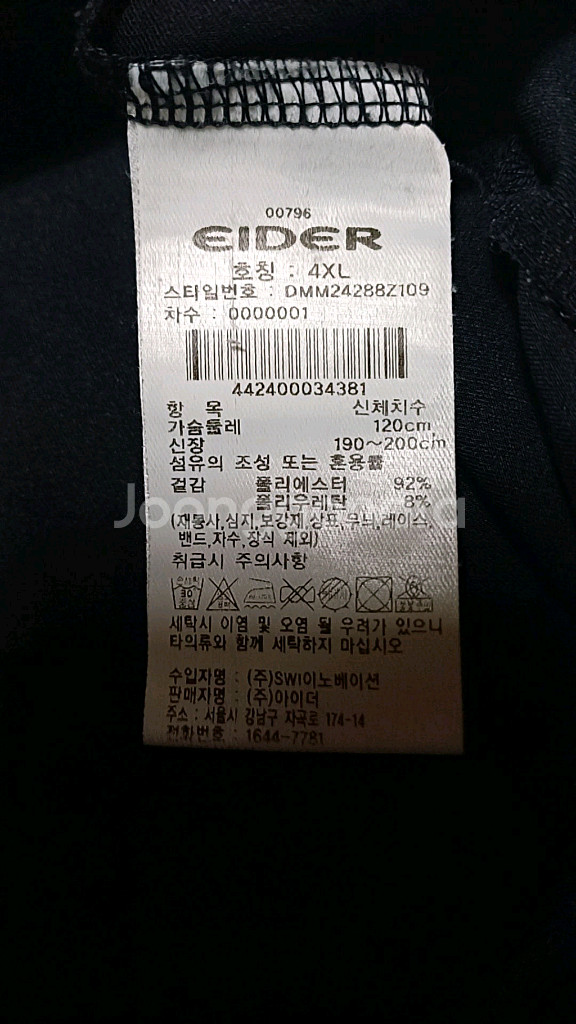 00796
EIDER
호칭 : 4XL
스타일번호 : DMM24288Z109
차수 : 0000001
442400034381
항 목 신체치수
가슴둘레 120cm
신장 190~200cm
섬유의 조성 또는 혼용률
겉감 폴리에스터 92%
폴리우레탄 8%
(재봉사,심지,보강재,상표,무늬,레이스,
밴드,자수,장식 제외)
취급시 주의사항
30
세탁시 이염 및 오염 될 우려가 있으니
타의류와 함께 세탁하지 마십시오
수입자명 : (주)SWI이노베이션
판매자명 : (주)아이더
주소 : 서울시 강남구 자곡로 174-14
전화번호 : 1644-7781